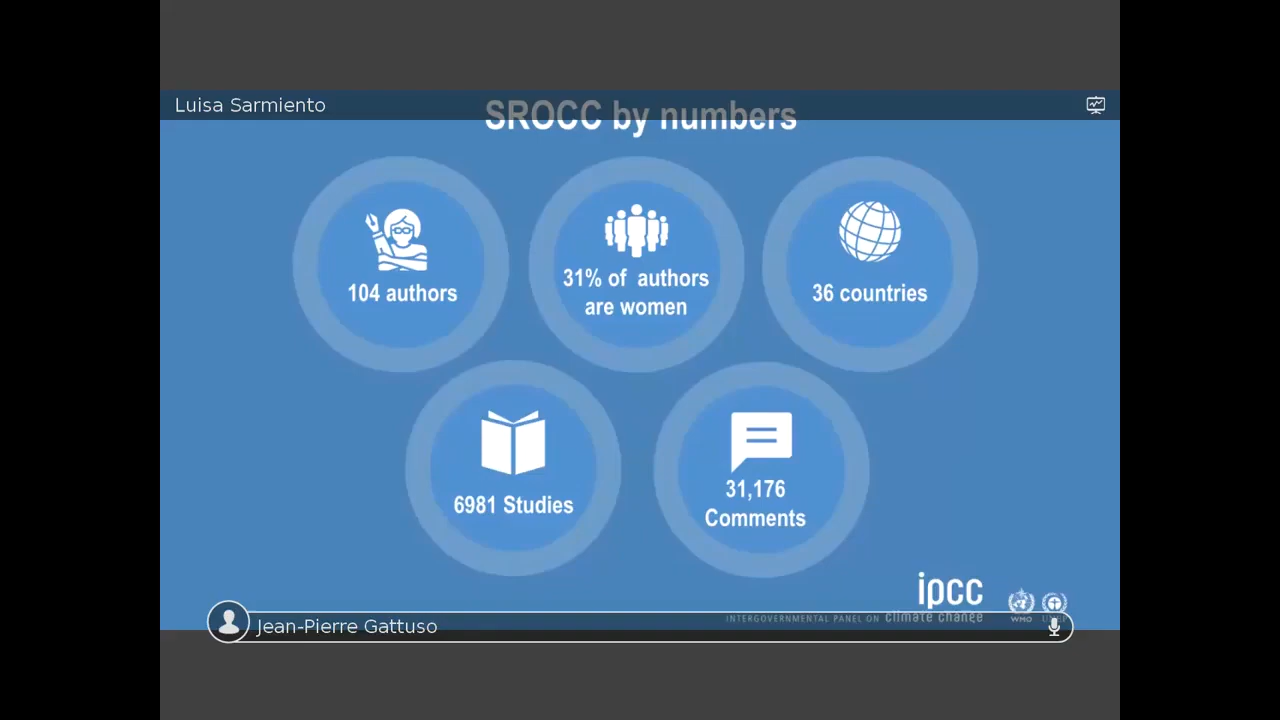 Luisa Sarmiento
SROCC by numbers
104 authors
31% of authors
are women
36 countries
6981 Studies
31,176
Comments
ipcc
INTERGOVERNMENTAL PANEL ON climate change
WMO
Jean-Pierre Gattuso